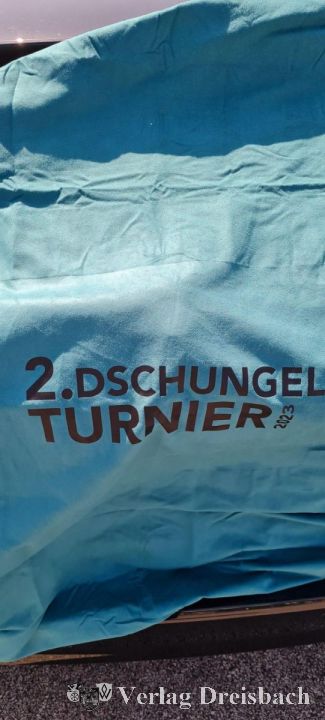 2.DSCHUNGEL
TURNIER 2023
Verlag Dreisbach